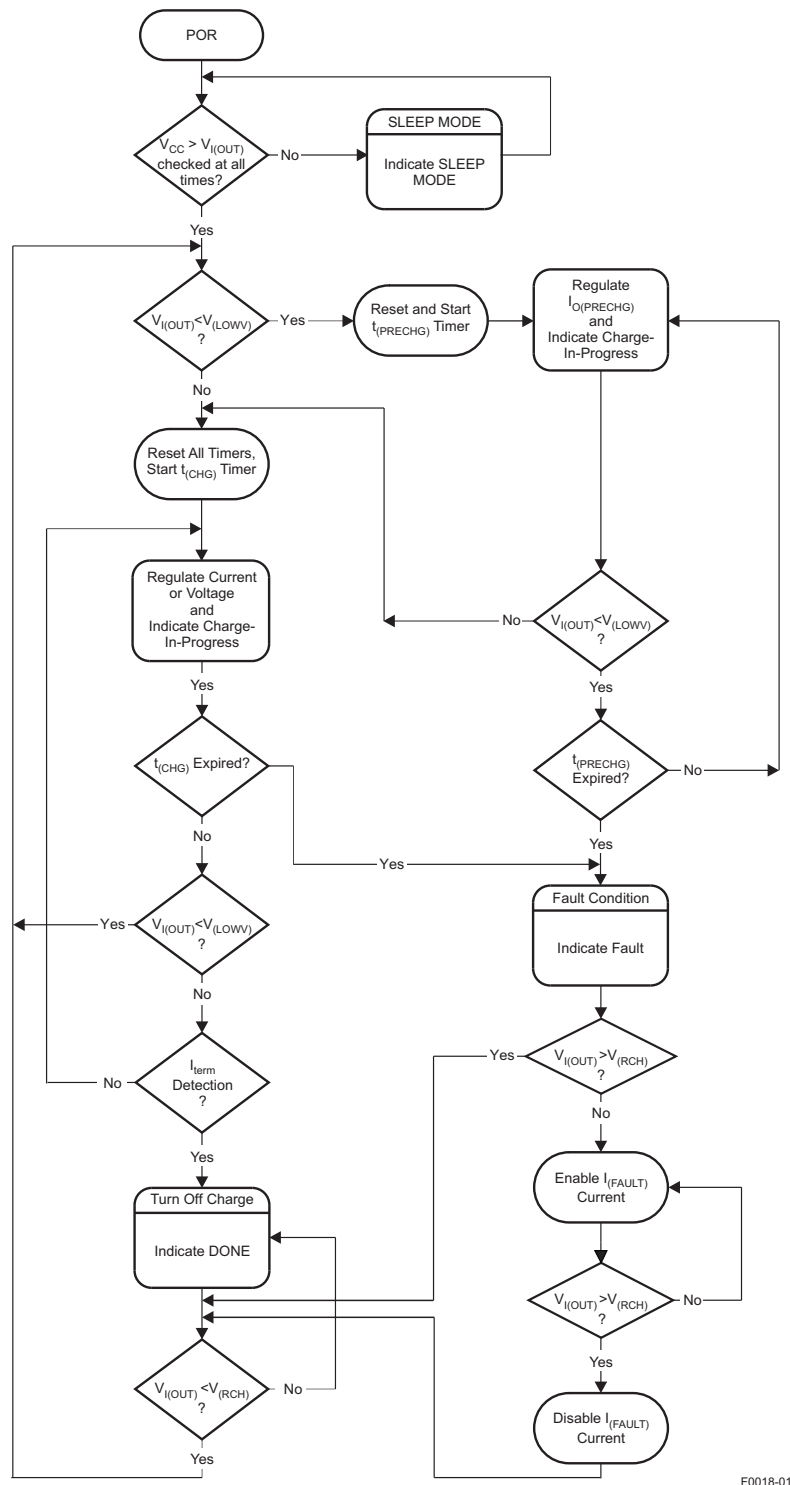 POR
V_CC > V_I(OUT)
checked at all
times?
No
SLEEP MODE
Indicate SLEEP
MODE
Yes
V_I(OUT)<V_(LOWV)
?
Yes
Reset and Start
t_(PRECHG) Timer
Regulate
I_O(PRECHG)
and
Indicate Charge-
In-Progress
No
Reset All Timers,
Start t_(CHG) Timer
Regulate Current
or Voltage
and
Indicate Charge-
In-Progress
No
V_I(OUT)<V_(LOWV)
?
Yes
Yes
t_(CHG) Expired?
t_(PRECHG)
Expired?
No
No
Yes
Yes
Yes
V_I(OUT)<V_(LOWV)
?
Fault Condition
Indicate Fault
No
I_term
Detection
?
No
Yes
V_I(OUT)>V_(RCH)
?
No
Yes
Turn Off Charge
Indicate DONE
Enable I_(FAULT)
Current
V_I(OUT)>V_(RCH)
?
No
Yes
V_I(OUT)<V_(RCH)
?
No
Disable I_(FAULT)
Current
Yes
F0018-01